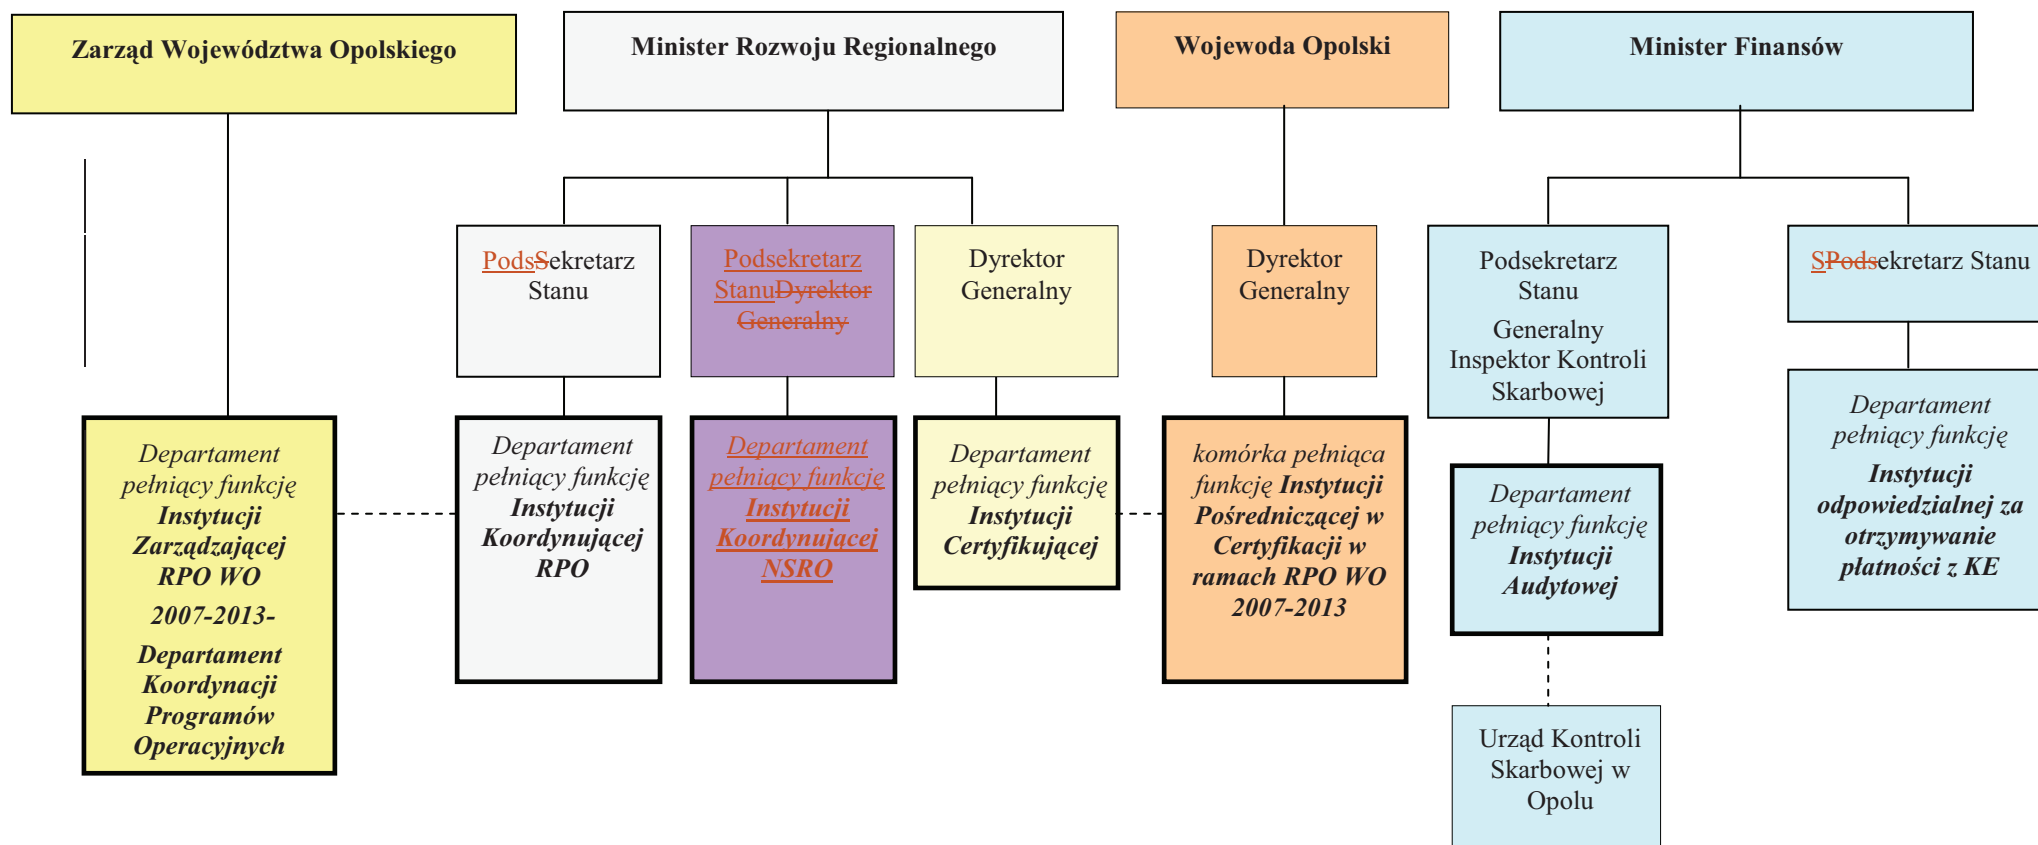 Zarząd Województwa Opolskiego
Minister Rozwoju Regionalnego
Wojewoda Opolski
Minister Finansów
PodsSekretarz
Stanu
Podsekretarz
StanuDyrektor
Generalny
Dyrektor
Generalny
Dyrektor
Generalny
Podsekretarz
Stanu
Generalny
Inspektor Kontroli
Skarbowej
SPodsekretarz Stanu
Departament
pełniący funkcję
Instytucji
Zarządzającej
RPO WO
2007-2013-
Departament
Koordynacji
Programów
Operacyjnych
Departament
pełniący funkcję
Instytucji
Koordynującej
RPO
Departament
pełniący funkcję
Instytucji
Koordynującej
NSRO
Departament
pełniący funkcję
Instytucji
Certyfikującej
komórka pełniąca
funkcję Instytucji
Pośredniczącej w
Certyfikacji w
ramach RPO WO
2007-2013
Departament
pełniący funkcję
Instytucji
Audytowej
Departament
pełniący funkcję
Instytucji
odpowiedzialnej za
otrzymywanie
płatności z KE
Urząd Kontroli
Skarbowej w
Opolu